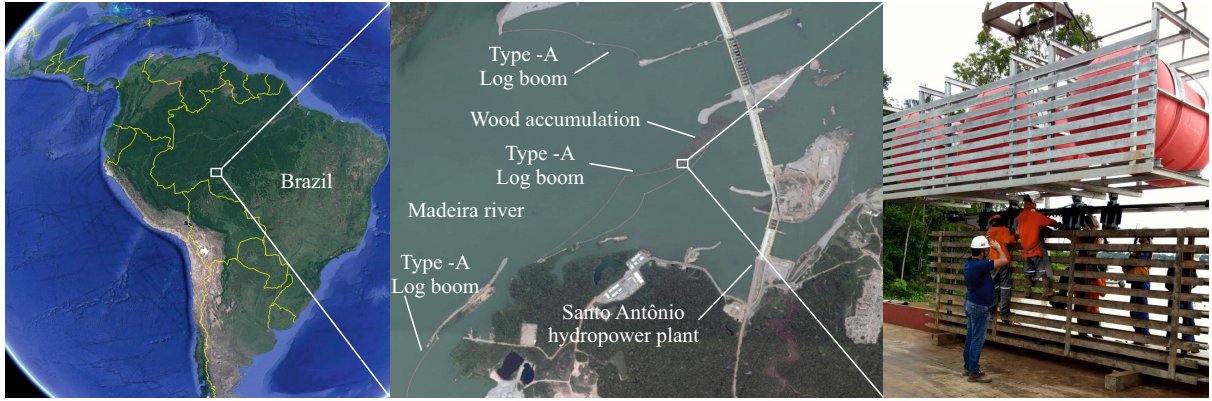 Brazil
Type -A
Log boom
Wood accumulation
Type -A
Log boom
Madeira river
Type -A
Log boom
Santo Antônio
hydropower plant